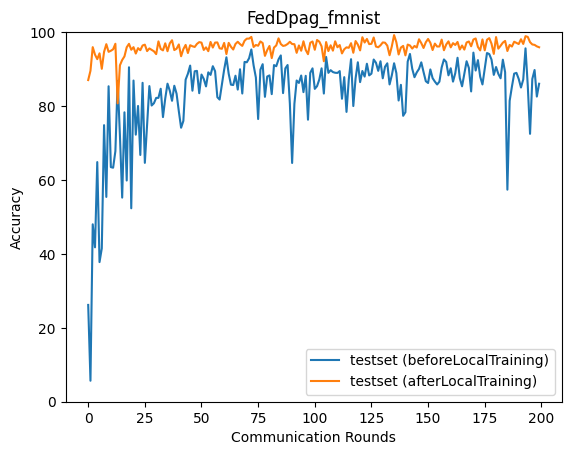 FedDpag_fmnist
Accuracy
100
80
60
40
20
0
0 25 50 75 100 125 150 175 200
Communication Rounds
testset (beforeLocalTraining)
testset (afterLocalTraining)